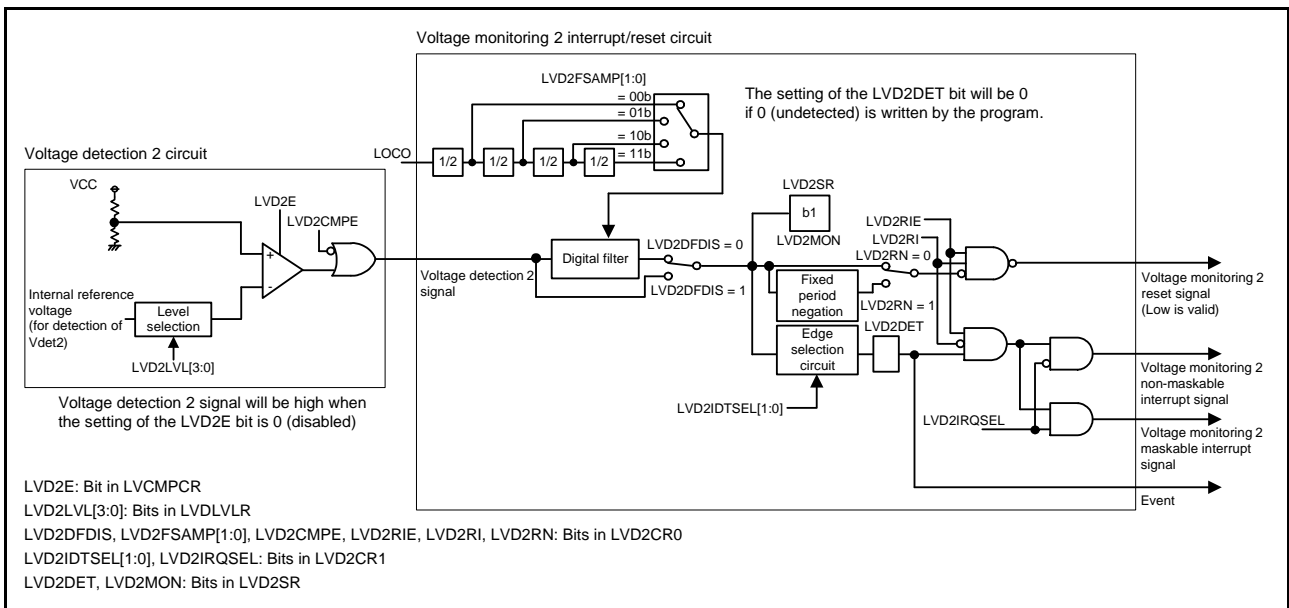 Voltage monitoring 2 interrupt/reset circuit
LVD2FSAMP[1:0]
= 00b
= 01b
= 10b
= 11b
The setting of the LVD2DET bit will be 0
if 0 (undetected) is written by the program.
LOCO
1/2
1/2
1/2
1/2
Voltage detection 2 circuit
VCC
LVD2E
LVD2CMPE
+
-
Internal reference
voltage
(for detection of
Vdet2)
Level
selection
LVD2LVL[3:0]
Voltage detection 2 signal will be high when
the setting of the LVD2E bit is 0 (disabled)
Voltage detection 2
signal
Digital filter
LVD2DFDIS = 0
LVD2DFDIS = 1
LVD2SR
b1
LVD2MON
LVD2RIE
LVD2RI
LVD2RN = 0
Fixed
period
negation
LVD2RN = 1
Edge
selection
circuit
LVD2DET
LVD2IDTSEL[1:0]
LVD2IRQSEL
Voltage monitoring 2
reset signal
(Low is valid)
Voltage monitoring 2
non-maskable
interrupt signal
Voltage monitoring 2
maskable interrupt
signal
Event
LVD2E: Bit in LVCMPCR
LVD2LVL[3:0]: Bits in LVDLVLR
LVD2DFDIS, LVD2FSAMP[1:0], LVD2CMPE, LVD2RIE, LVD2RI, LVD2RN: Bits in LVD2CR0
LVD2IDTSEL[1:0], LVD2IRQSEL: Bits in LVD2CR1
LVD2DET, LVD2MON: Bits in LVD2SR